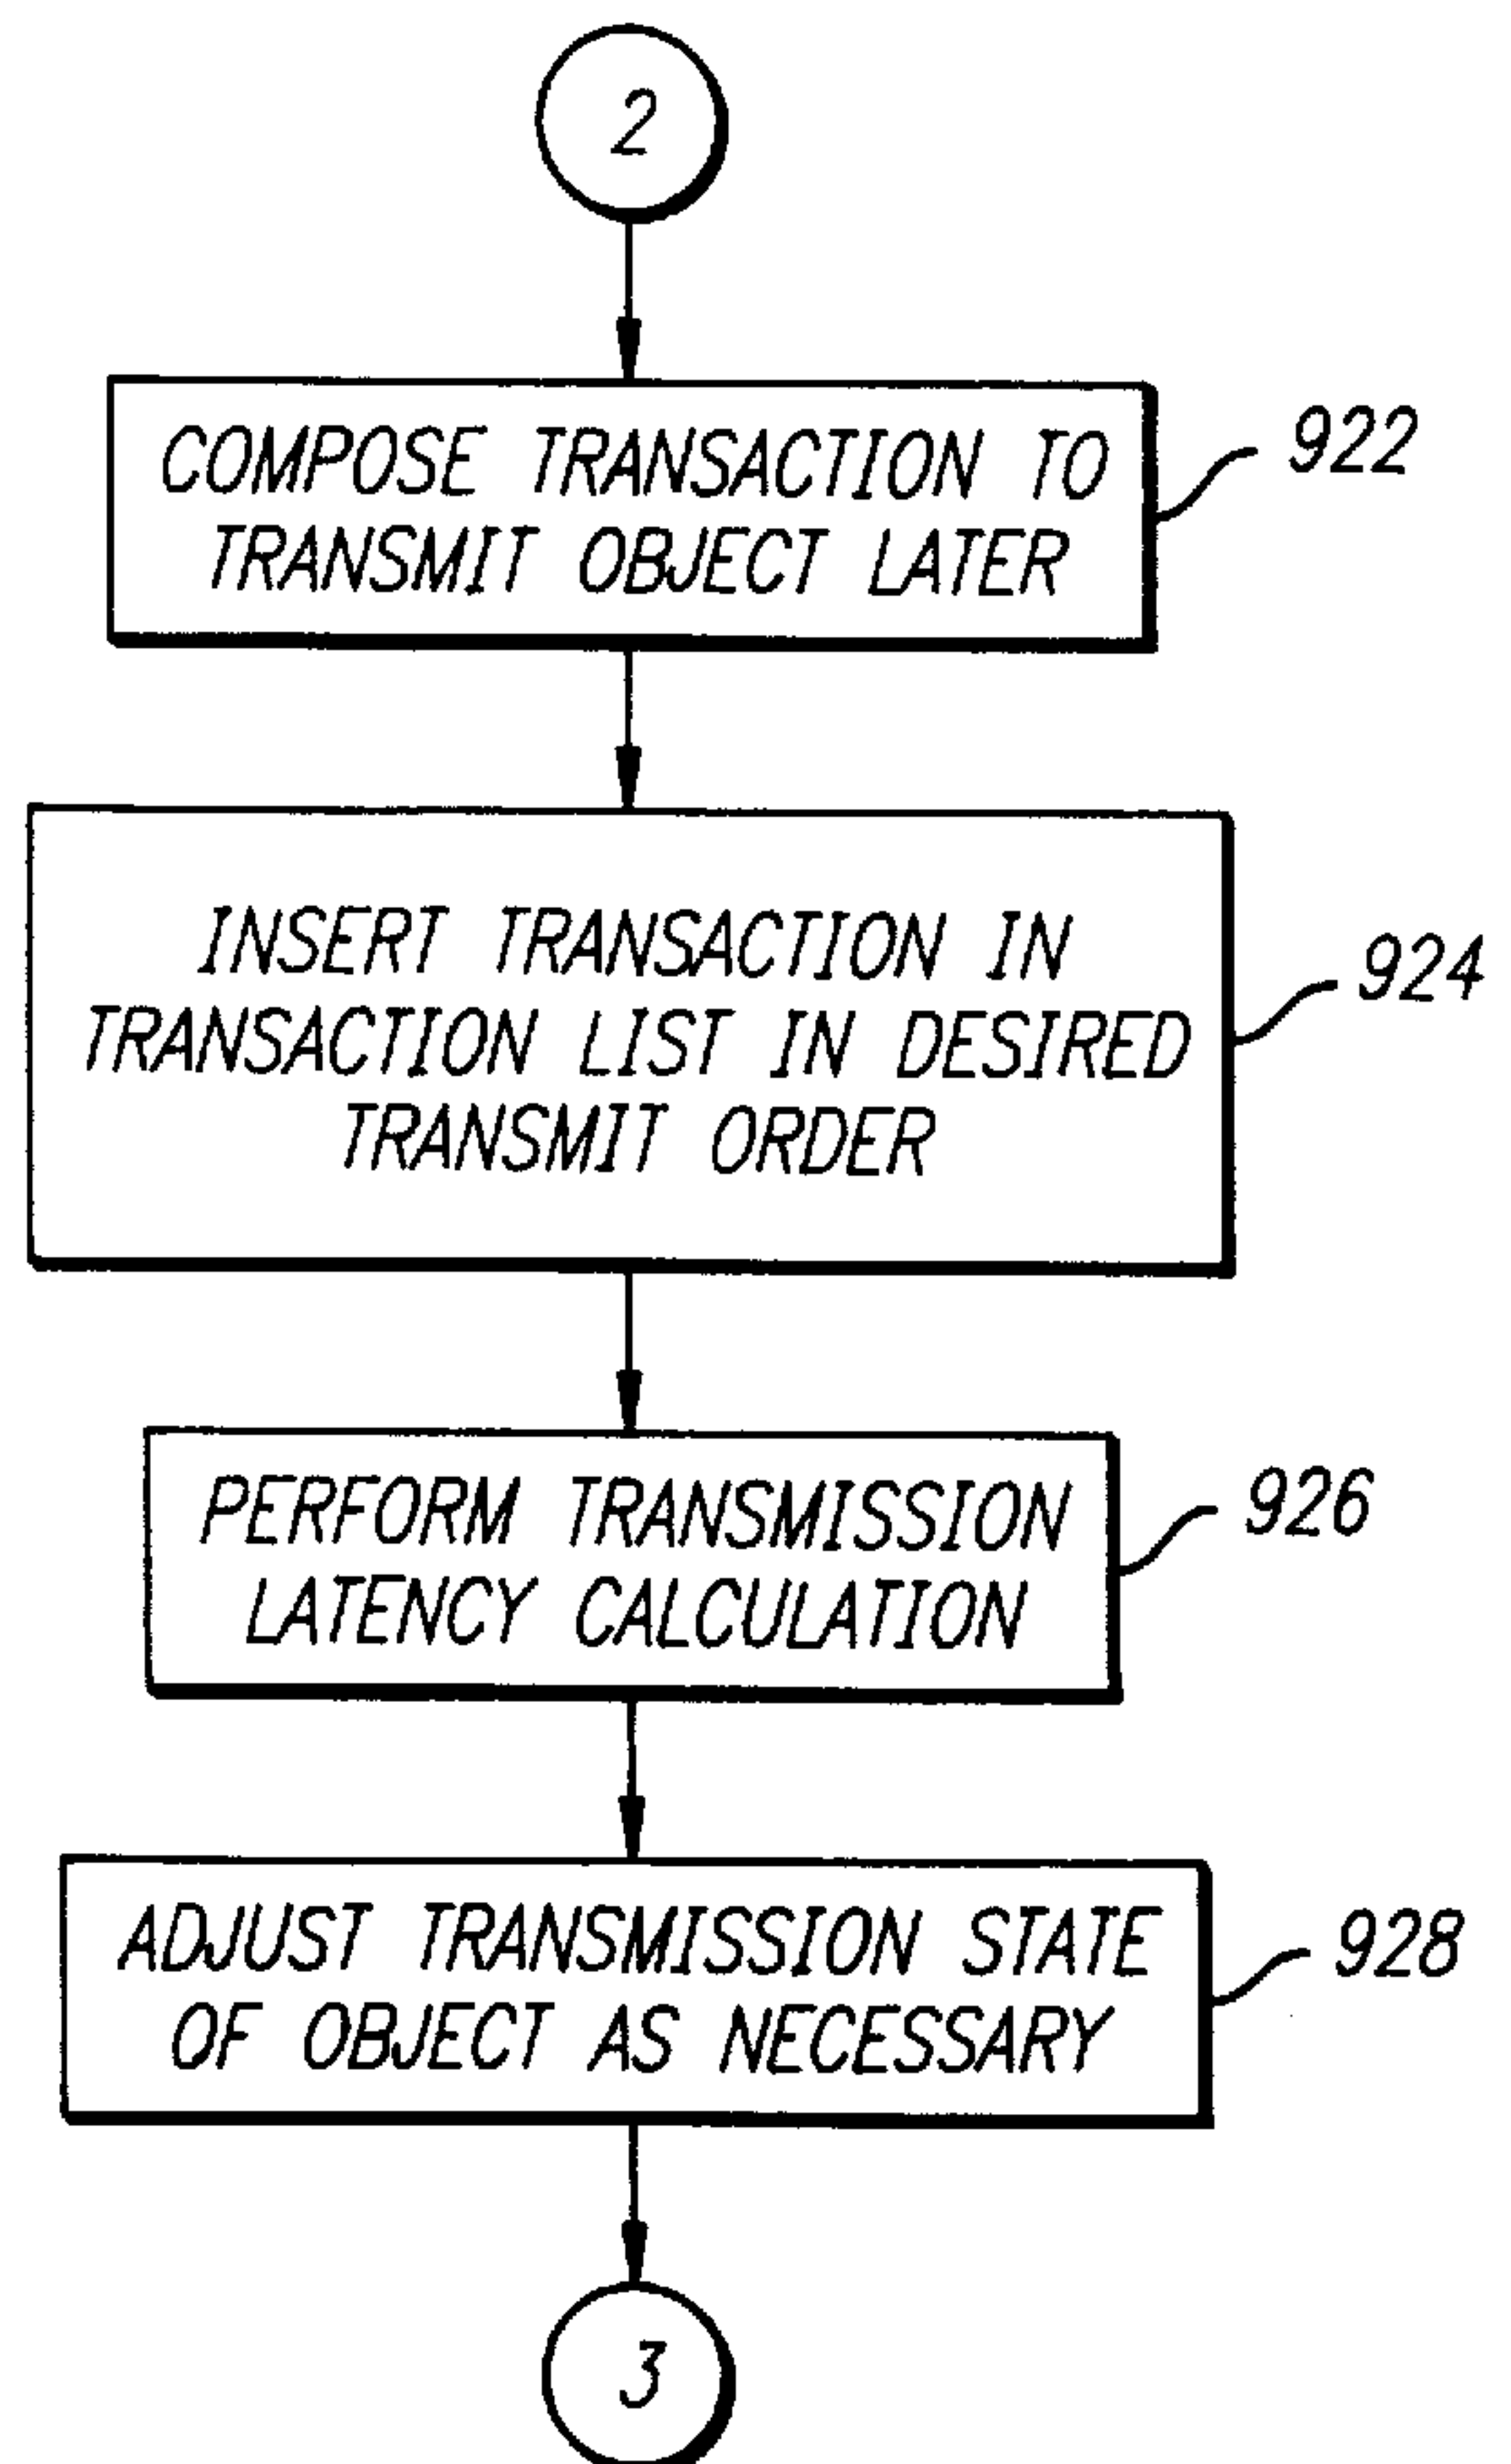 2
COMPOSE TRANSACTION TO
TRANSMIT OBJECT LATER
922
INSERT TRANSACTION IN
TRANSACTION LIST IN DESIRED
TRANSMIT ORDER
924
PERFORM TRANSMISSION
LATENCY CALCULATION
926
ADJUST TRANSMISSION STATE
OF OBJECT AS NECESSARY
928
3